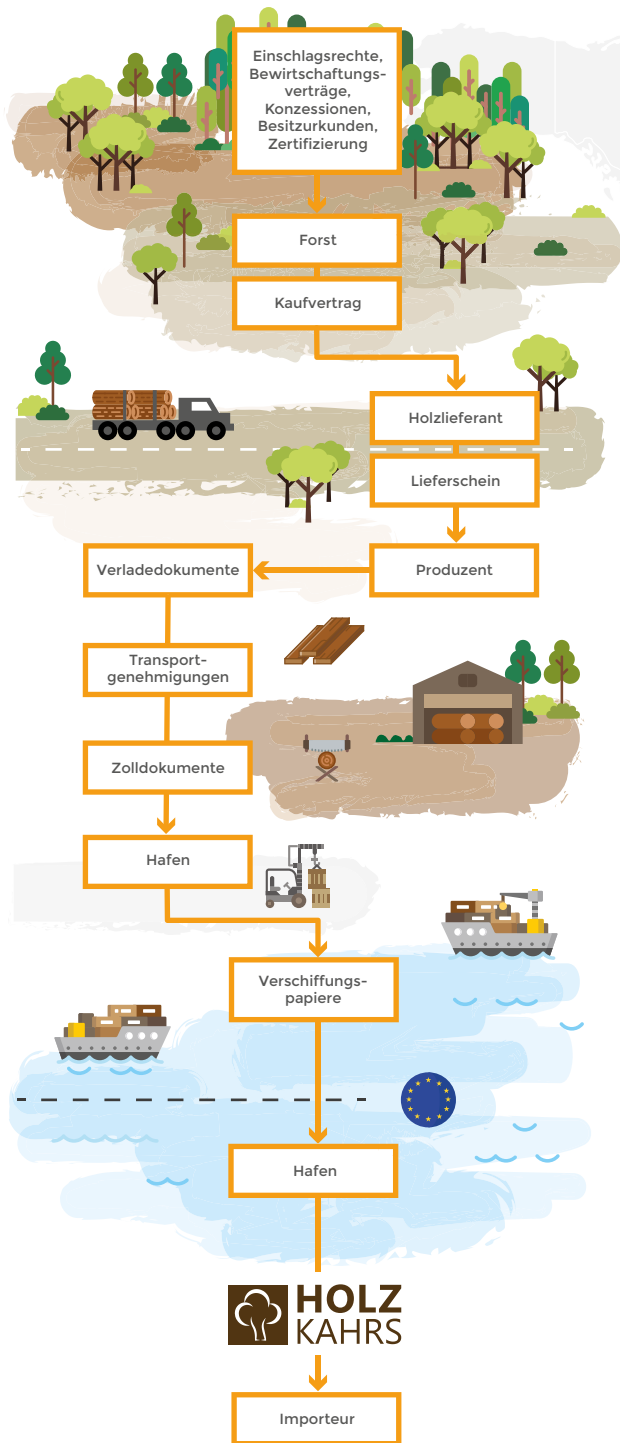 Einschlagsrechte,
Bewirtschaftungs-
verträge,
Konzessionen,
Besitzurkunden,
Zertifizierung
Forst
Kaufvertrag
Holzlieferant
Lieferschein
Produzent
Verladedokumente
Transport-
genehmigungen
Zolldokumente
Hafen
Verschiffungs-
papiere
Hafen
HOLZ
KAHRS
Importeur